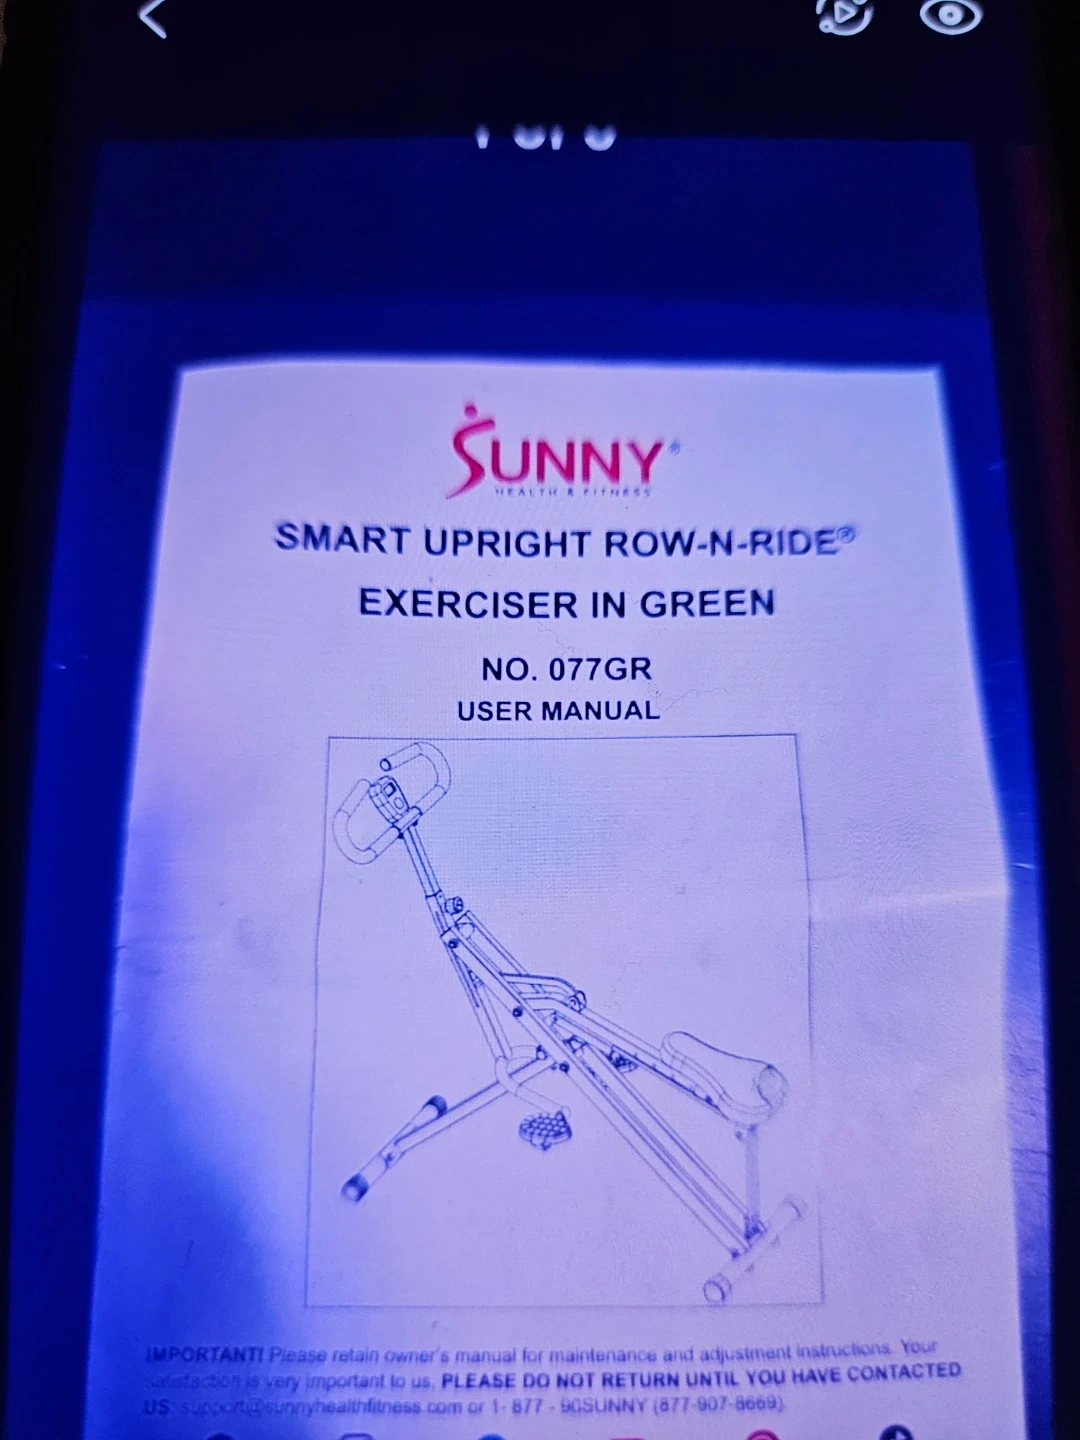 SUNNY®
HEALTH & FITNESS
SMART UPRIGHT ROW-N-RIDE®
EXERCISER IN GREEN
NO. 077GR
USER MANUAL
IMPORTANT! Please retain owner's manual for maintenance and adjustment instructions. Your
satisfaction is very important to us, PLEASE DO NOT RETURN UNTIL YOU HAVE CONTACTED
US: support@sunnyhealthfitness.com or 1- 877 - 90SUNNY (877-907-8669)